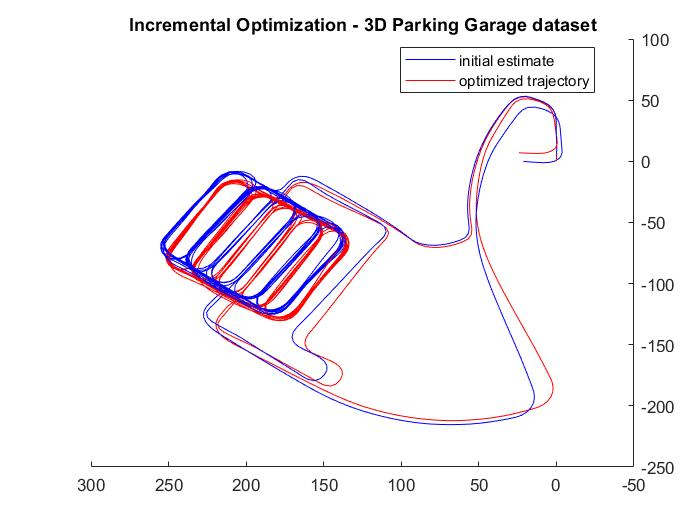 Incremental Optimization - 3D Parking Garage dataset
initial estimate
optimized trajectory
100
50
0
-50
-100
-150
-200
-250
300 250 200 150 100 50 0 -50